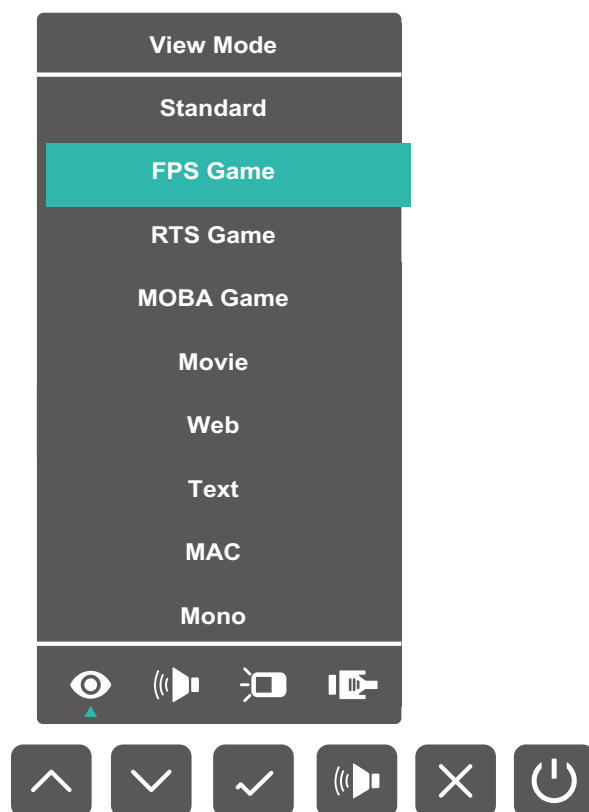 View Mode
Standard
FPS Game
RTS Game
MOBA Game
Movie
Web
Text
MAC
Mono